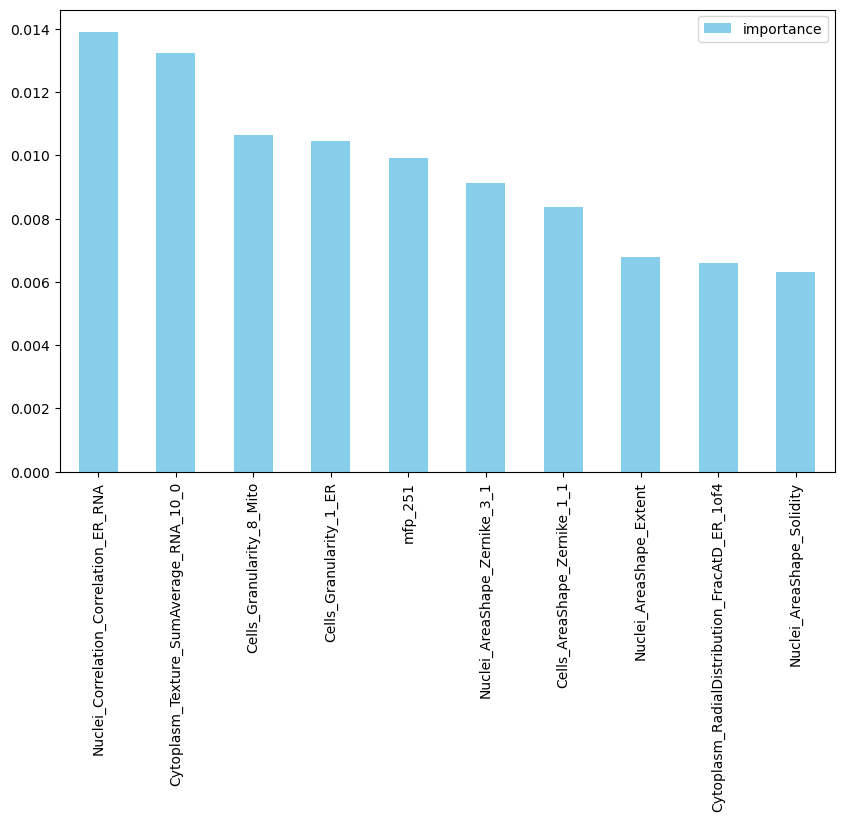 importance
0.014
0.012
0.010
0.008
0.006
0.004
0.002
0.000
Nuclei_Correlation_Correlation_ER_RNA
Cytoplasm_Texture_SumAverage_RNA_10_0
Cells_Granularity_8_Mito
Cells_Granularity_1_ER
mfp_251
Nuclei_AreaShape_Zernike_3_1
Cells_AreaShape_Zernike_1_1
Nuclei_AreaShape_Extent
Cytoplasm_RadialDistribution_FracAtD_ER_1of4
Nuclei_AreaShape_Solidity